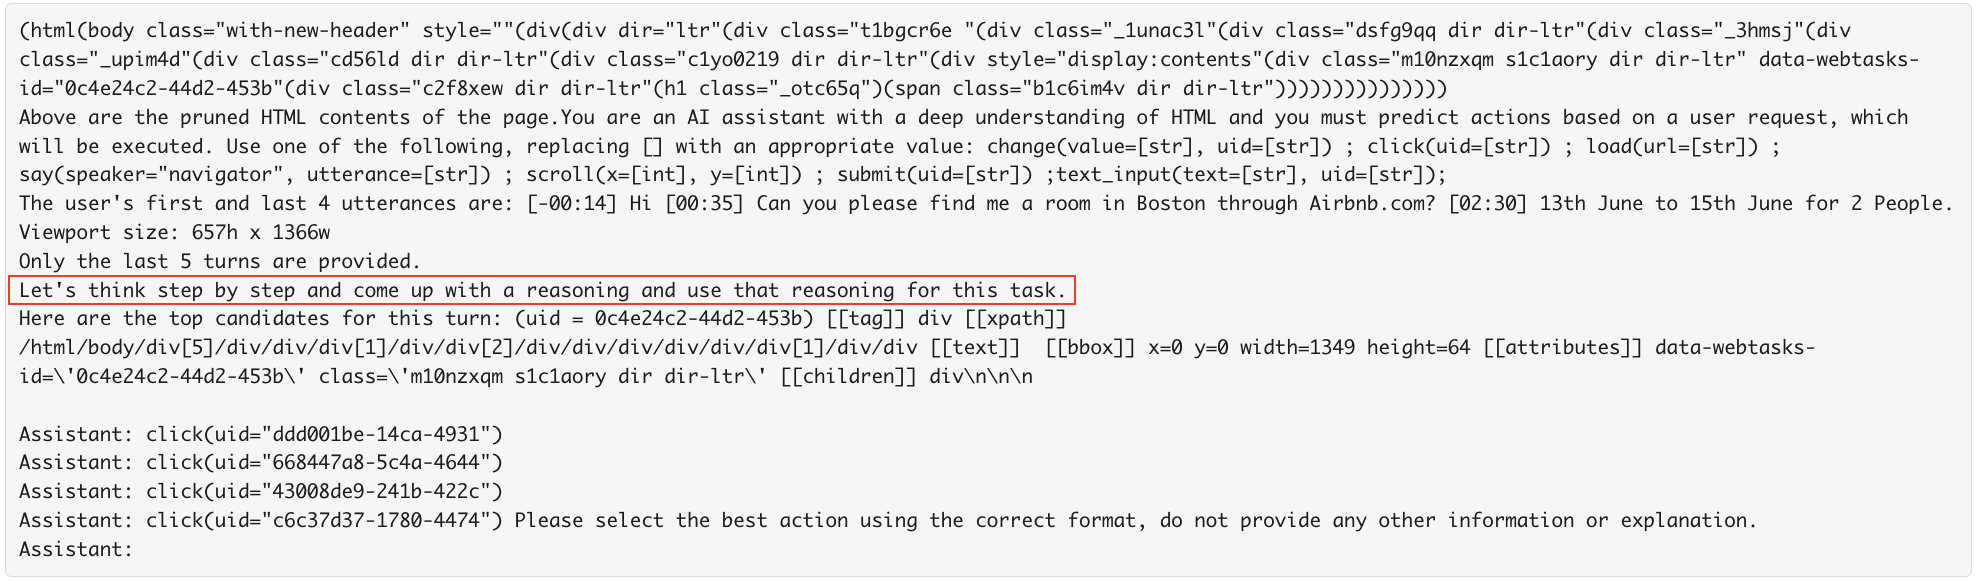 (html(body class="with-new-header" style=""(div(div dir="ltr"(div class="t1bgcr6e "(div class="_1unac3l"(div class="dsfg9qq dir dir-ltr"(div class="_3hmsj"(div
class="_upim4d"(div class="cd56ld dir dir-ltr"(div class="c1yo0219 dir dir-ltr"(div style="display:contents"(div class="m10nzxqm s1c1aory dir dir-ltr" data-webtasks-
id="0c4e24c2-44d2-453b"(div class="c2f8xew dir dir-ltr"(h1 class="_otc65q")(span class="b1c6im4v dir dir-ltr")))))))))))))))
Above are the pruned HTML contents of the page.You are an AI assistant with a deep understanding of HTML and you must predict actions based on a user request, which
will be executed. Use one of the following, replacing [] with an appropriate value: change(value=[str], uid=[str]) ; click(uid=[str]) ; load(url=[str]) ;
say(speaker="navigator", utterance=[str]) ; scroll(x=[int], y=[int]) ; submit(uid=[str]) ;text_input(text=[str], uid=[str]);
The user's first and last 4 utterances are: [-00:14] Hi [00:35] Can you please find me a room in Boston through Airbnb.com? [02:30] 13th June to 15th June for 2 People.
Viewport size: 657h x 1366w
Only the last 5 turns are provided.
Let's think step by step and come up with a reasoning and use that reasoning for this task.
Here are the top candidates for this turn: (uid = 0c4e24c2-44d2-453b) [[tag]] div [[xpath]]
/html/body/div[5]/div/div/div[1]/div/div[2]/div/div/div/div/div[1]/div/div [[text]]  [[bbox]] x=0 y=0 width=1349 height=64 [[attributes]] data-webtasks-
id=\'0c4e24c2-44d2-453b\' class=\'m10nzxqm s1c1aory dir dir-ltr\' [[children]] div\n\n\n
Assistant: click(uid="ddd001be-14ca-4931")
Assistant: click(uid="668447a8-5c4a-4644")
Assistant: click(uid="43008de9-241b-422c")
Assistant: click(uid="c6c37d37-1780-4474") Please select the best action using the correct format, do not provide any other information or explanation.
Assistant: